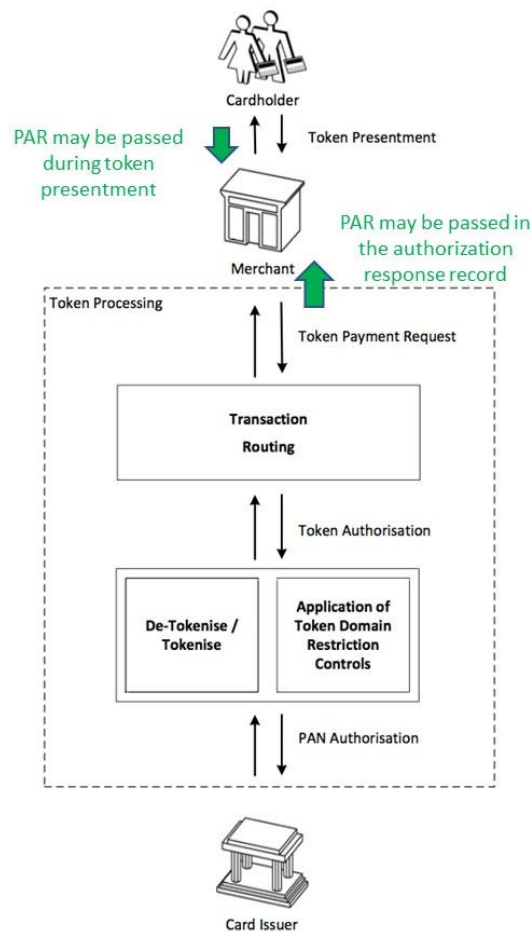 Cardholder
PAR may be passed
during token
presentment
Token Presentment
PAR may be passed in
the authorization
response record
Merchant
Token Processing
Token Payment Request
Transaction
Routing
Token Authorisation
De-Tokenise /
Tokenise
Application of
Token Domain
Restriction
Controls
PAN Authorisation
Card Issuer